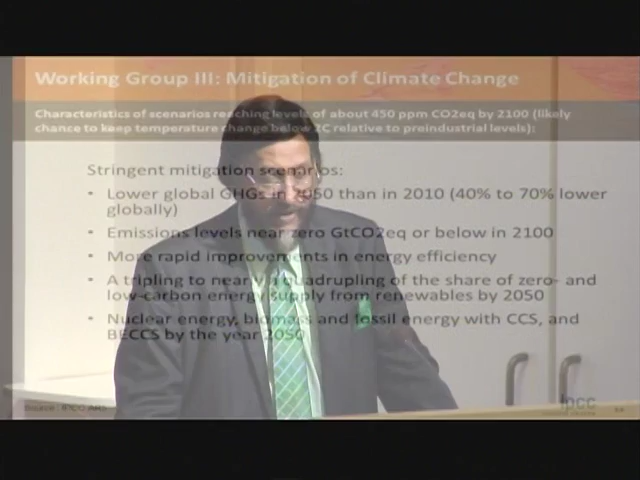 Working Group III: Mitigation of Climate Change
Characteristics of scenarios reaching levels of about 450 ppm CO2eq by 2100 (likely
chance to keep temperature change below 2C relative to preindustrial levels):
Stringent mitigation scenarios:
• Lower global GHGs in 2050 than in 2010 (40% to 70% lower
globally)
• Emissions levels near zero GtCO2eq or below in 2100
• More rapid improvements in energy efficiency
• A tripling to nearly a quadrupling of the share of zero- and
low-carbon energy supply from renewables by 2050
• Nuclear energy, biomass and fossil energy with CCS, and
BECCS by the year 2050
Source: IPCC AR5
ipcc